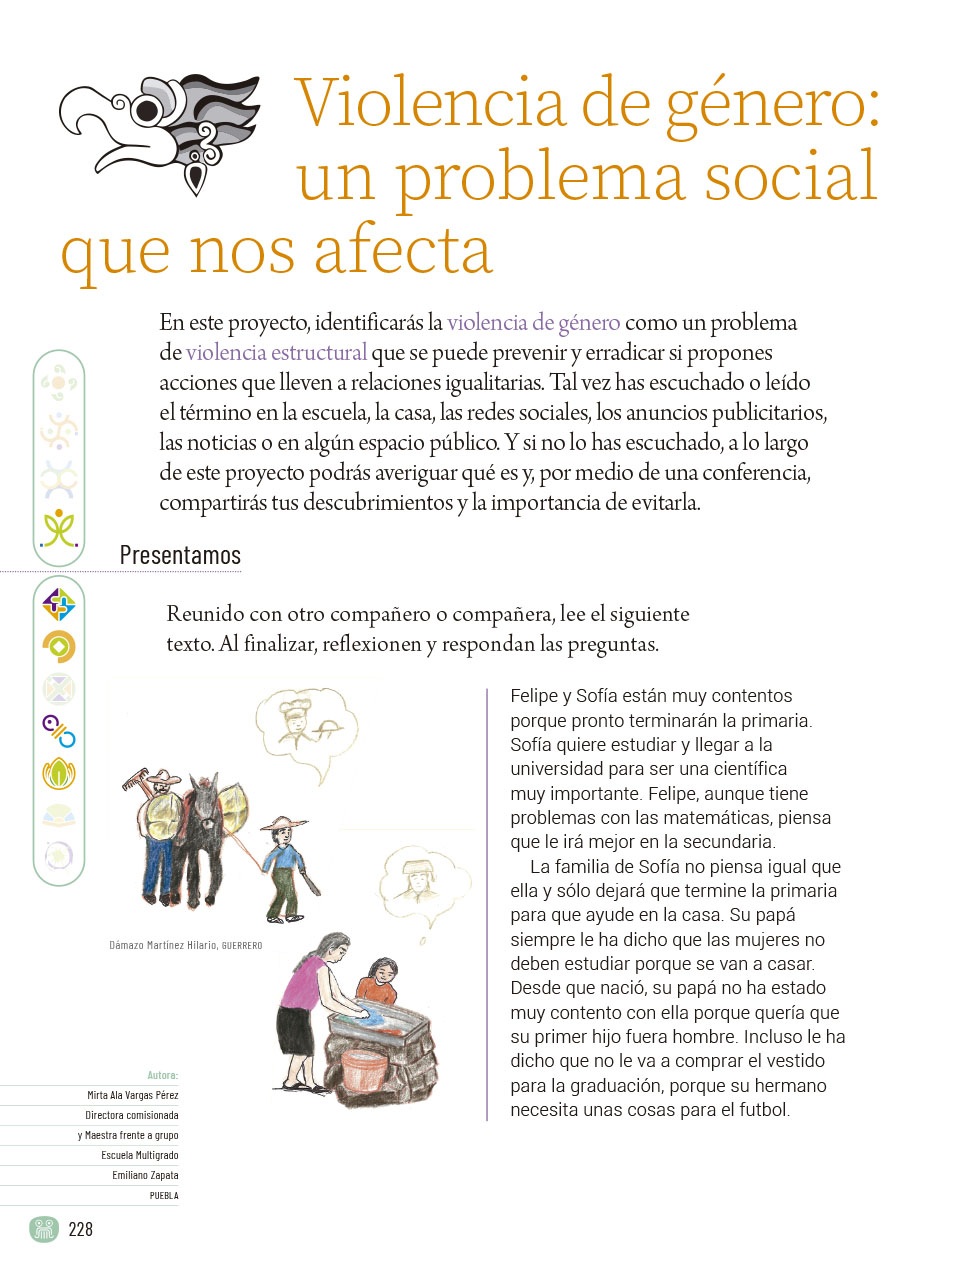 Violencia de género:
un problema social
que nos afecta
En este proyecto, identificarás la violencia de género como un problema
de violencia estructural que se puede prevenir y erradicar si propones
acciones que lleven a relaciones igualitarias. Tal vez has escuchado o leído
el término en la escuela, la casa, las redes sociales, los anuncios publicitarios,
las noticias o en algún espacio público. Y si no lo has escuchado, a lo largo
de este proyecto podrás averiguar qué es y, por medio de una conferencia,
compartirás tus descubrimientos y la importancia de evitarla.
Presentamos
Reunido con otro compañero o compañera, lee el siguiente
texto. Al finalizar, reflexionen y respondan las preguntas.
Dámazo Martínez Hilario, GUERRERO
Felipe y Sofía están muy contentos
porque pronto terminarán la primaria.
Sofía quiere estudiar y llegar a la
universidad para ser una científica
muy importante. Felipe, aunque tiene
problemas con las matemáticas, piensa
que le irá mejor en la secundaria.
La familia de Sofía no piensa igual que
ella y sólo dejará que termine la primaria
para que ayude en la casa. Su papá
siempre le ha dicho que las mujeres no
deben estudiar porque se van a casar.
Desde que nació, su papá no ha estado
muy contento con ella porque quería que
su primer hijo fuera hombre. Incluso le ha
dicho que no le va a comprar el vestido
para la graduación, porque su hermano
necesita unas cosas para el futbol.
Autora:
Mirta Ala Vargas Pérez
Directora comisionada
y Maestra frente a grupo
Escuela Multigrado
Emiliano Zapata
PUEBLA
228